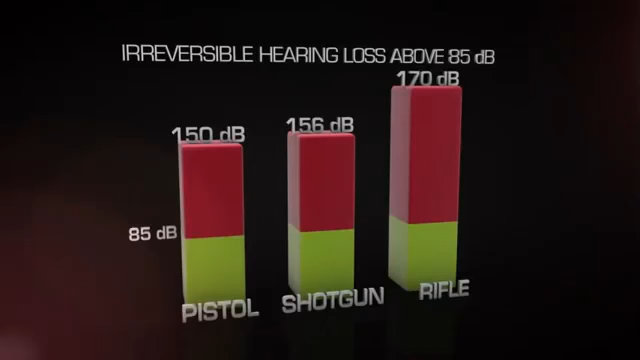 IRREVERSIBLE HEARING LOSS ABOVE 85 dB
170 dB
150 dB
156 dB
85 dB
PISTOL
SHOTGUN
RIFLE